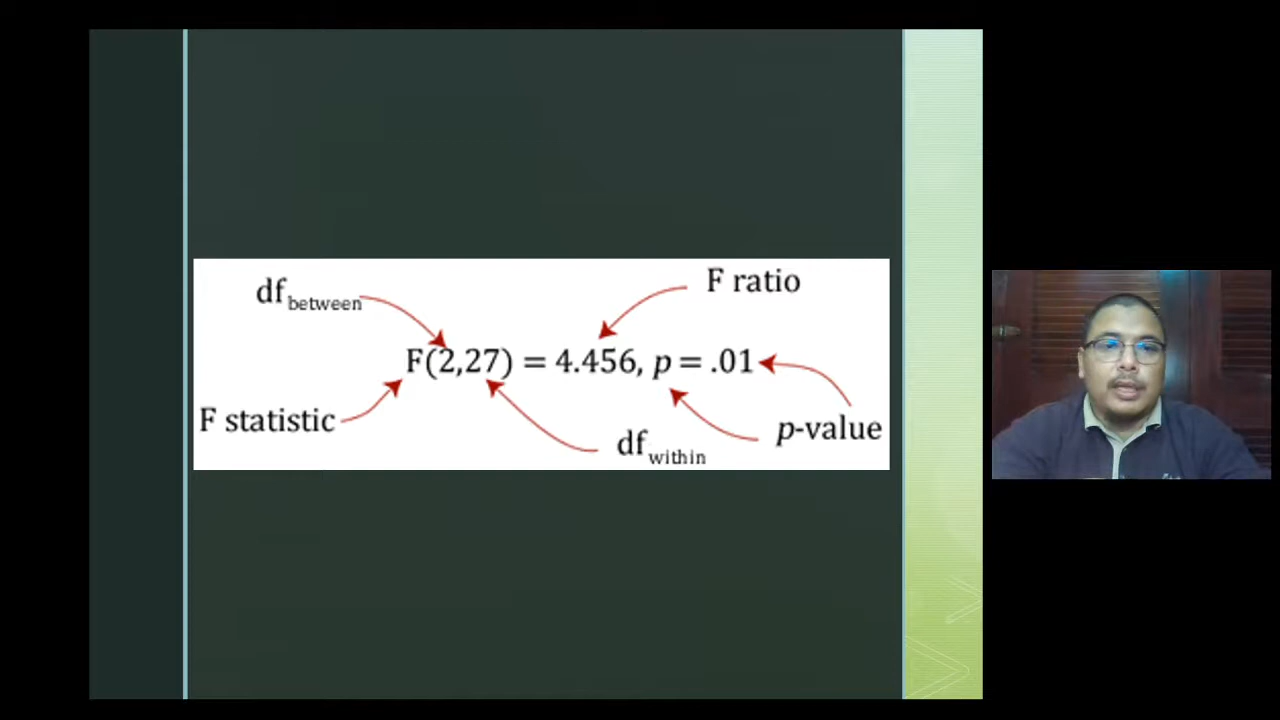 F ratio
df between
F(2,27) = 4.456, p = .01
F statistic
p-value
df within